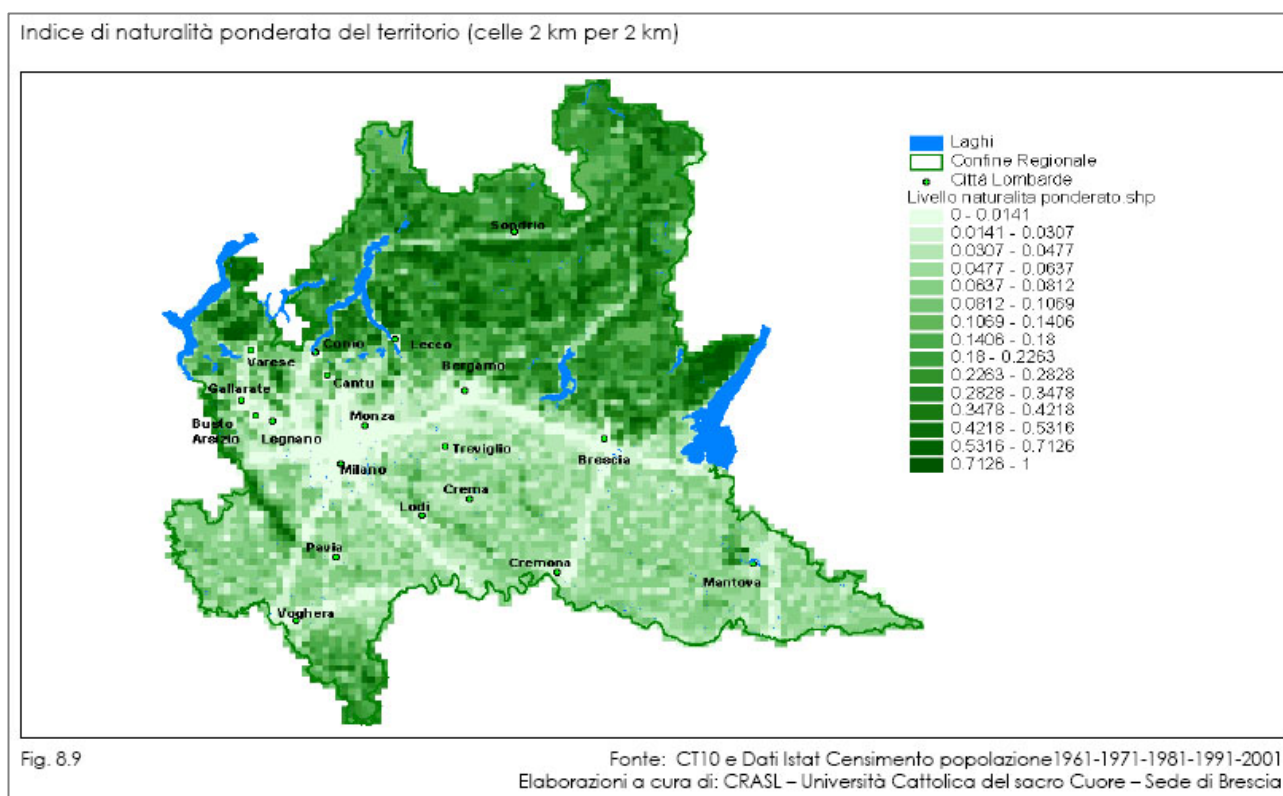 Indice di naturalità ponderata del territorio (celle 2 km per 2 km)
Laghi
Confine Regionale
Città Lombarde
Livello naturalita ponderato.shp
0 - 0.0141
0.0141 - 0.0307
0.0307 - 0.0477
0.0477 - 0.0637
0.0637 - 0.0812
0.0812 - 0.1069
0.1069 - 0.1406
0.1406 - 0.18
0.18 - 0.2263
0.2263 - 0.2828
0.2828 - 0.3478
0.3478 - 0.4218
0.4218 - 0.5316
0.5316 - 0.7126
0.7126 - 1
Sondrio
Lecco
Como
Varese
Bergamo
Cantu
Gallarate
Monza
Busto
Arsizio
Legnano
Treviglio
Brescia
Milano
Crema
Lodi
Pavia
Cremona
Mantova
Voghera
Fig. 8.9
Fonte: CT10 e Dati Istat Censimento popolazione1961-1971-1981-1991-2001
Elaborazioni a cura di: CRASL – Università Cattolica del sacro Cuore – Sede di Brescia